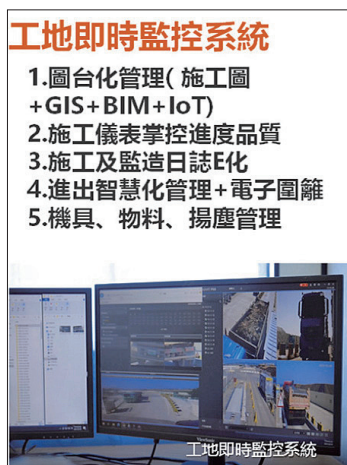 工地即時監控系統
1.圖台化管理( 施工圖
+GIS+BIM+IoT)
2.施工儀表掌控進度品質
3.施工及監造日誌E化
4.進出智慧化管理+電子圍籬
5.機具、物料、揚塵管理
工地即時監控系統